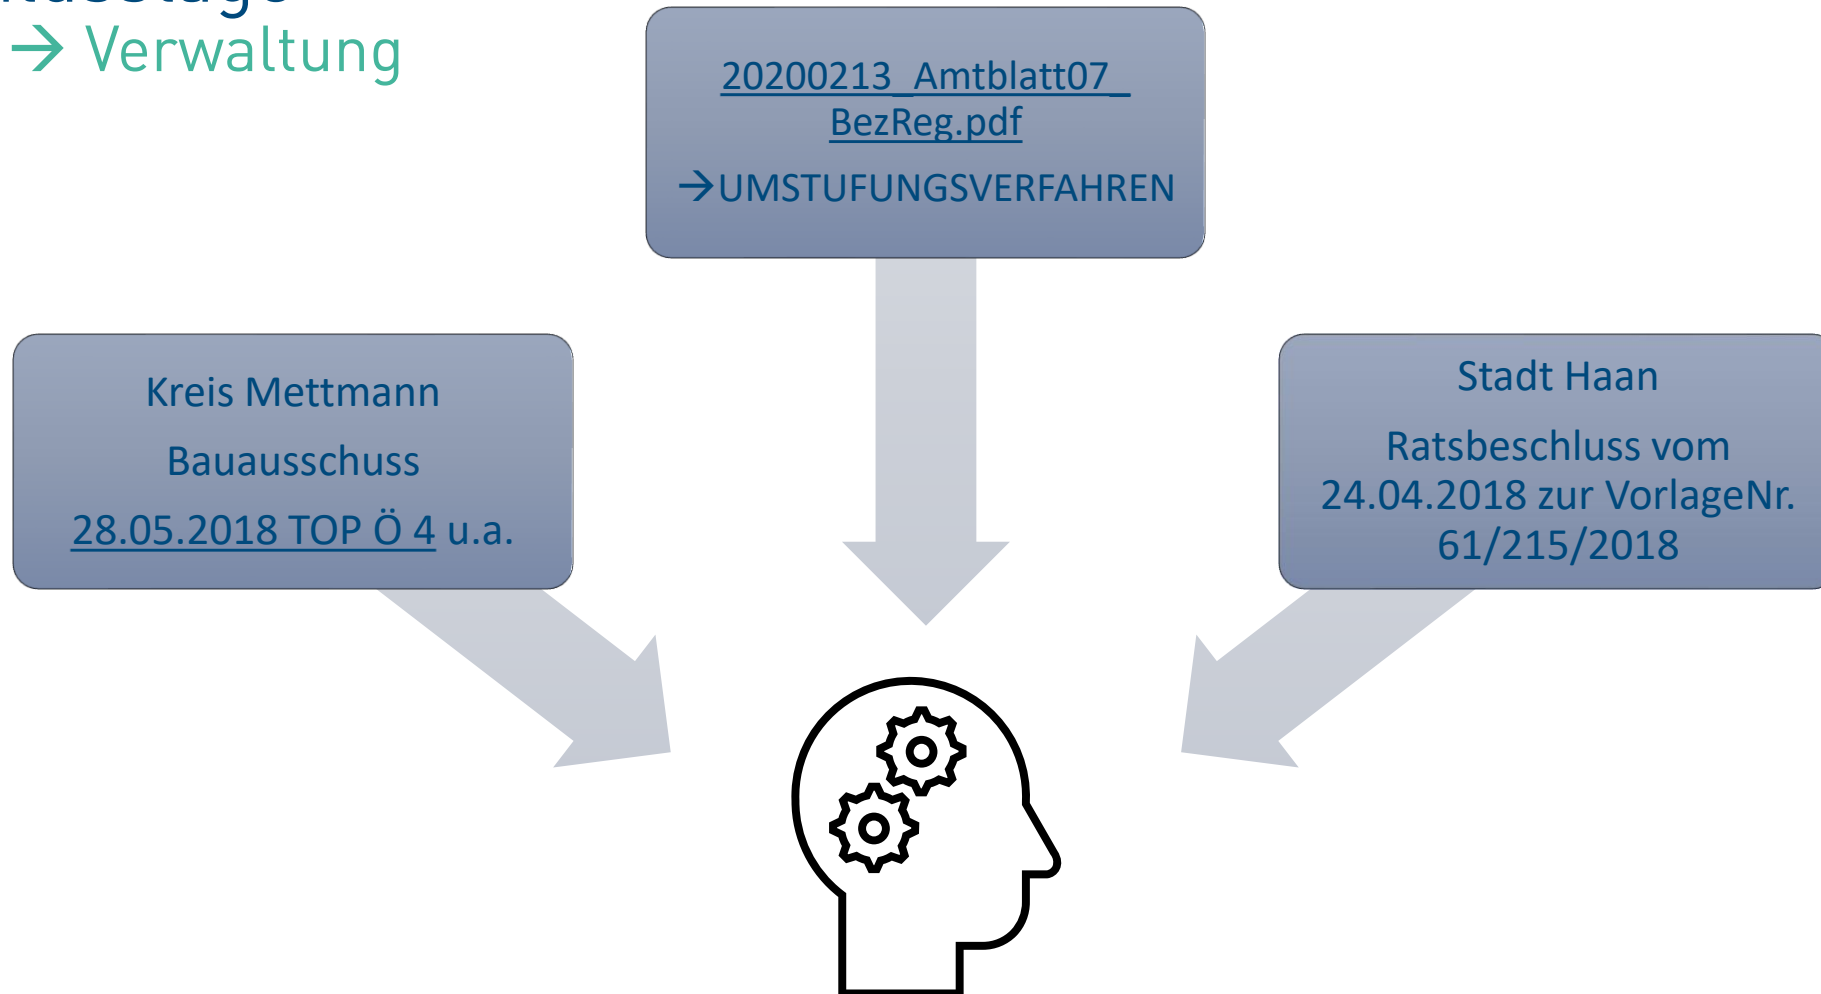 → Verwaltung
20200213_Amtblatt07_
BezReg.pdf
→UMSTUFUNGSVERFAHREN
Kreis Mettmann
Bauausschuss
28.05.2018 TOP Ö 4 u.a.
Stadt Haan
Ratsbeschluss vom
24.04.2018 zur VorlageNr.
61/215/2018